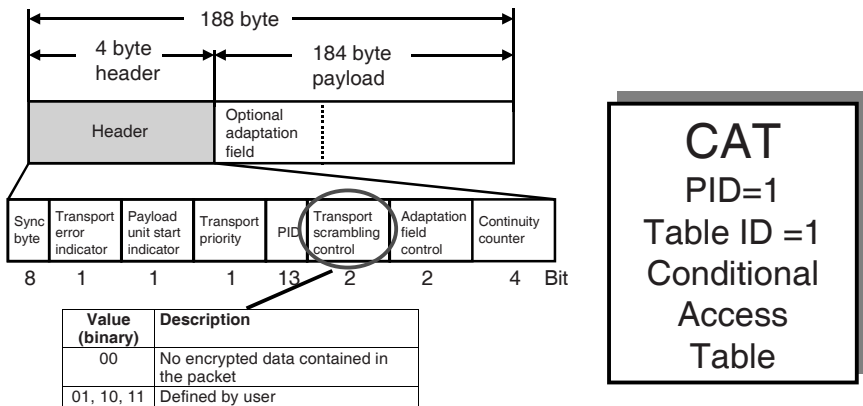 188 byte
4 byte
header
184 byte
payload
Header
Optional
adaptation
field
Sync
byte
Transport
error
indicator
Payload
unit start
indicator
Transport
priority
PID
Transport
scrambling
control
Adaptation
field
control
Continuity
counter
8 1 1 1 13 2 2 4 Bit
Value
(binary)
Description
00
No encrypted data contained in
the packet
01, 10, 11
Defined by user
CAT
PID=1
Table ID =1
Conditional
Access
Table